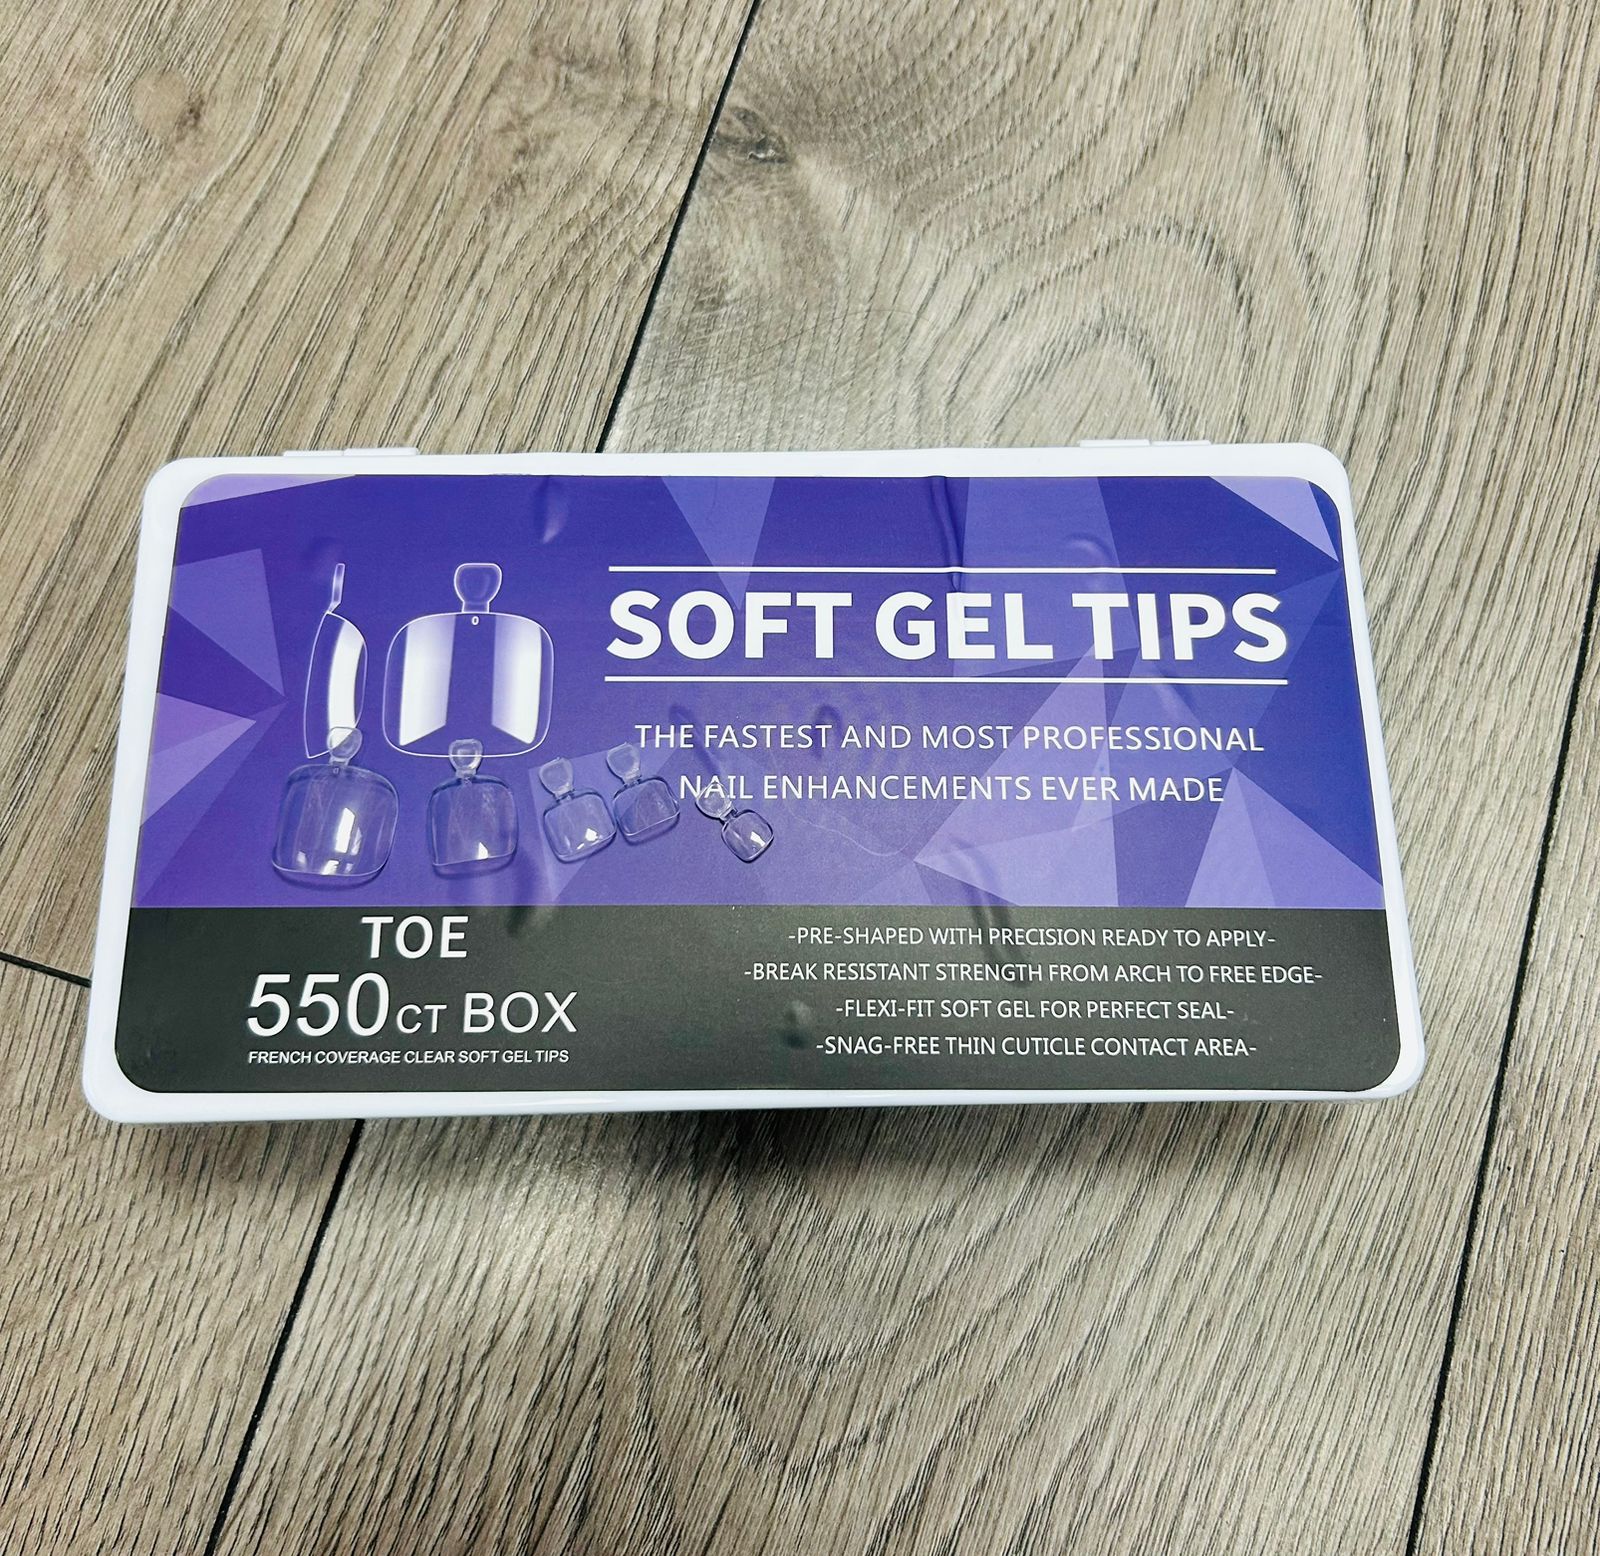 0
SOFT GEL TIPS
THE FASTEST AND MOST PROFESSIONAL
NAIL ENHANCEMENTS EVER MADE
TOE
550CT BOX
FRENCH COVERAGE CLEAR SOFT GEL TIPS
-PRE-SHAPED WITH PRECISION READY TO APPLY-
-BREAK RESISTANT STRENGTH FROM ARCH TO FREE EDGE-
-FLEXI-FIT SOFT GEL FOR PERFECT SEAL-
-SNAG-FREE THIN CUTICLE CONTACT AREA-